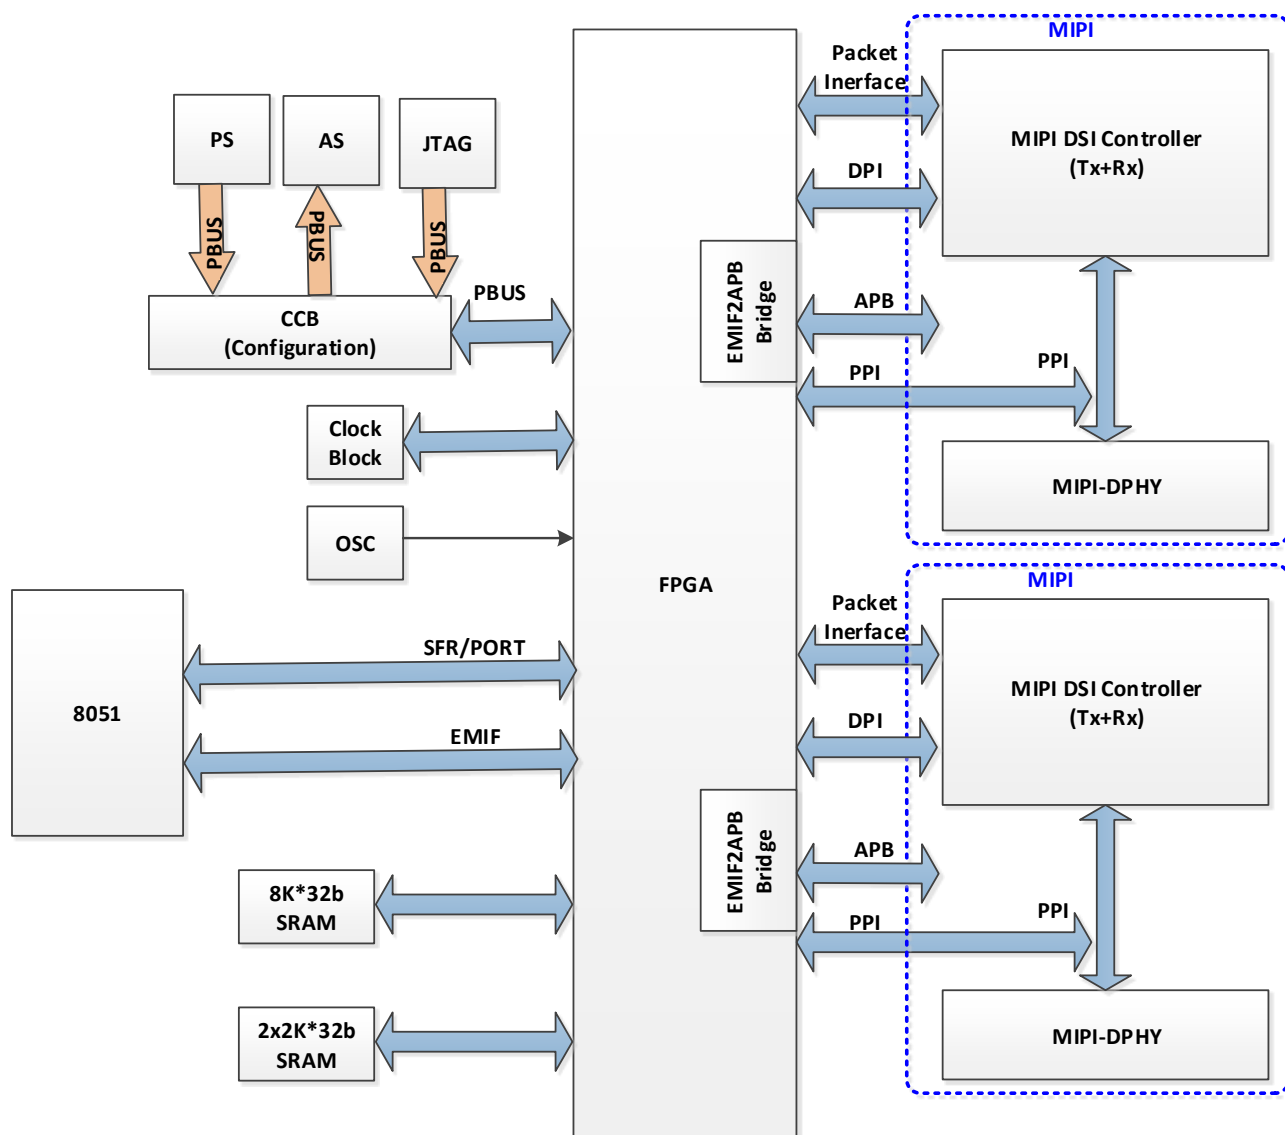 MIPI
Packet
Inerface
MIPI DSI Controller
(Tx+Rx)
PS
AS
JTAG
DPI
PBUS
PBUS
PBUS
EMIF2APB
Bridge
PBUS
APB
CCB
(Configuration)
PPI
PPI
Clock
Block
MIPI-DPHY
OSC
FPGA
MIPI
Packet
Inerface
SFR/PORT
MIPI DSI Controller
(Tx+Rx)
8051
EMIF
DPI
EMIF2APB
Bridge
APB
8K*32b
SRAM
PPI
PPI
2x2K*32b
SRAM
MIPI-DPHY